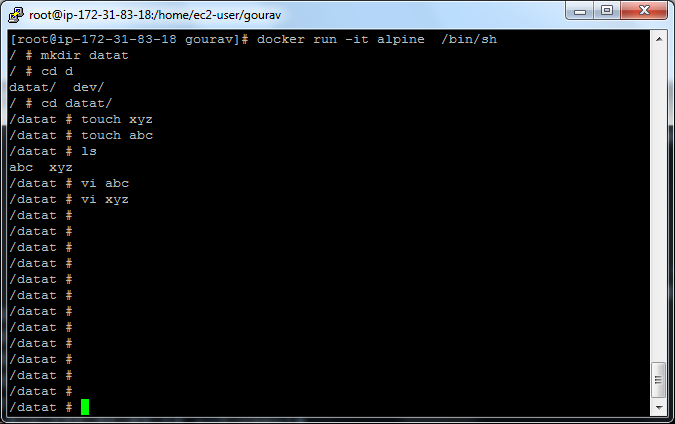 root@ip-172-31-83-18:/home/ec2-user/gourav
[root@ip-172-31-83-18 gourav]# docker run -it alpine  /bin/sh
/ # mkdir datat
/ # cd d
datat/  dev/
/ # cd datat/
/datat # touch xyz
/datat # touch abc
/datat # ls
abc  xyz
/datat # vi abc
/datat # vi xyz
/datat #
/datat #
/datat #
/datat #
/datat #
/datat #
/datat #
/datat #
/datat #
/datat #
/datat #
/datat #
/datat #